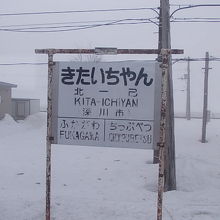 きたいちやん
北一已
KITA-ICHIYAN
（深川市）
ふかがわ ちっぷべつ
FUKAGAWA CHIPPUBETSU